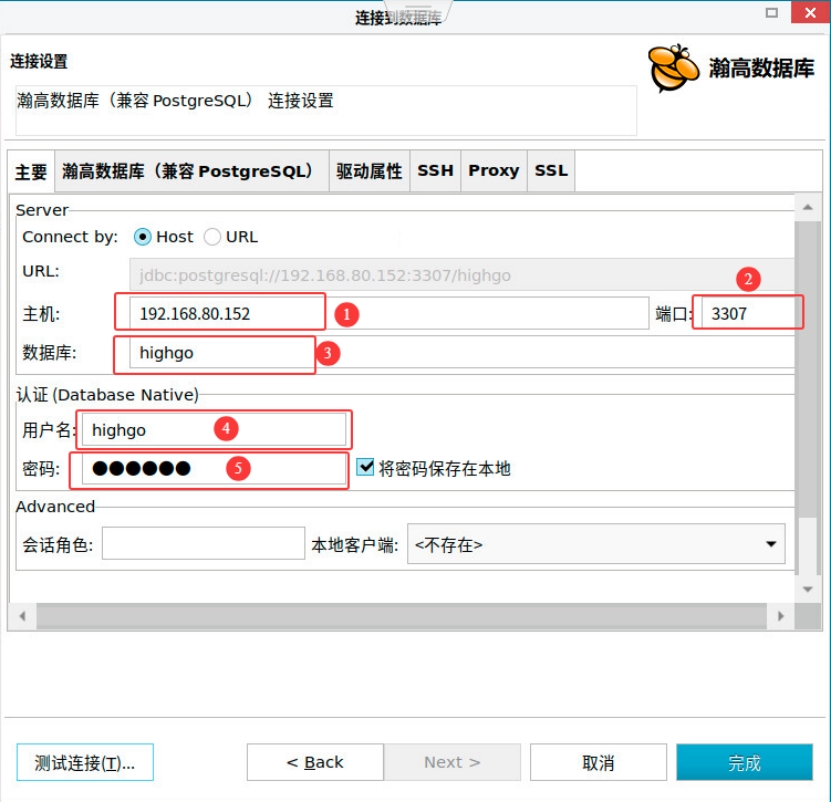 连接到数据库
连接设置
瀚高数据库
瀚高数据库（兼容 PostgreSQL） 连接设置
主要 瀚高数据库（兼容 PostgreSQL） 驱动属性 SSH Proxy SSL
Server
Connect by: Host URL
URL: jdbc:postgresql://192.168.80.152:3307/highgo
2
主机: 192.168.80.152 1 端口: 3307
数据库: highgo 3
认证 (Database Native)
用户名: highgo 4
密码: ●●●●●● 5 将密码保存在本地
Advanced
会话角色: 本地客户端: <不存在>
测试连接(T)... < Back Next > 取消 完成